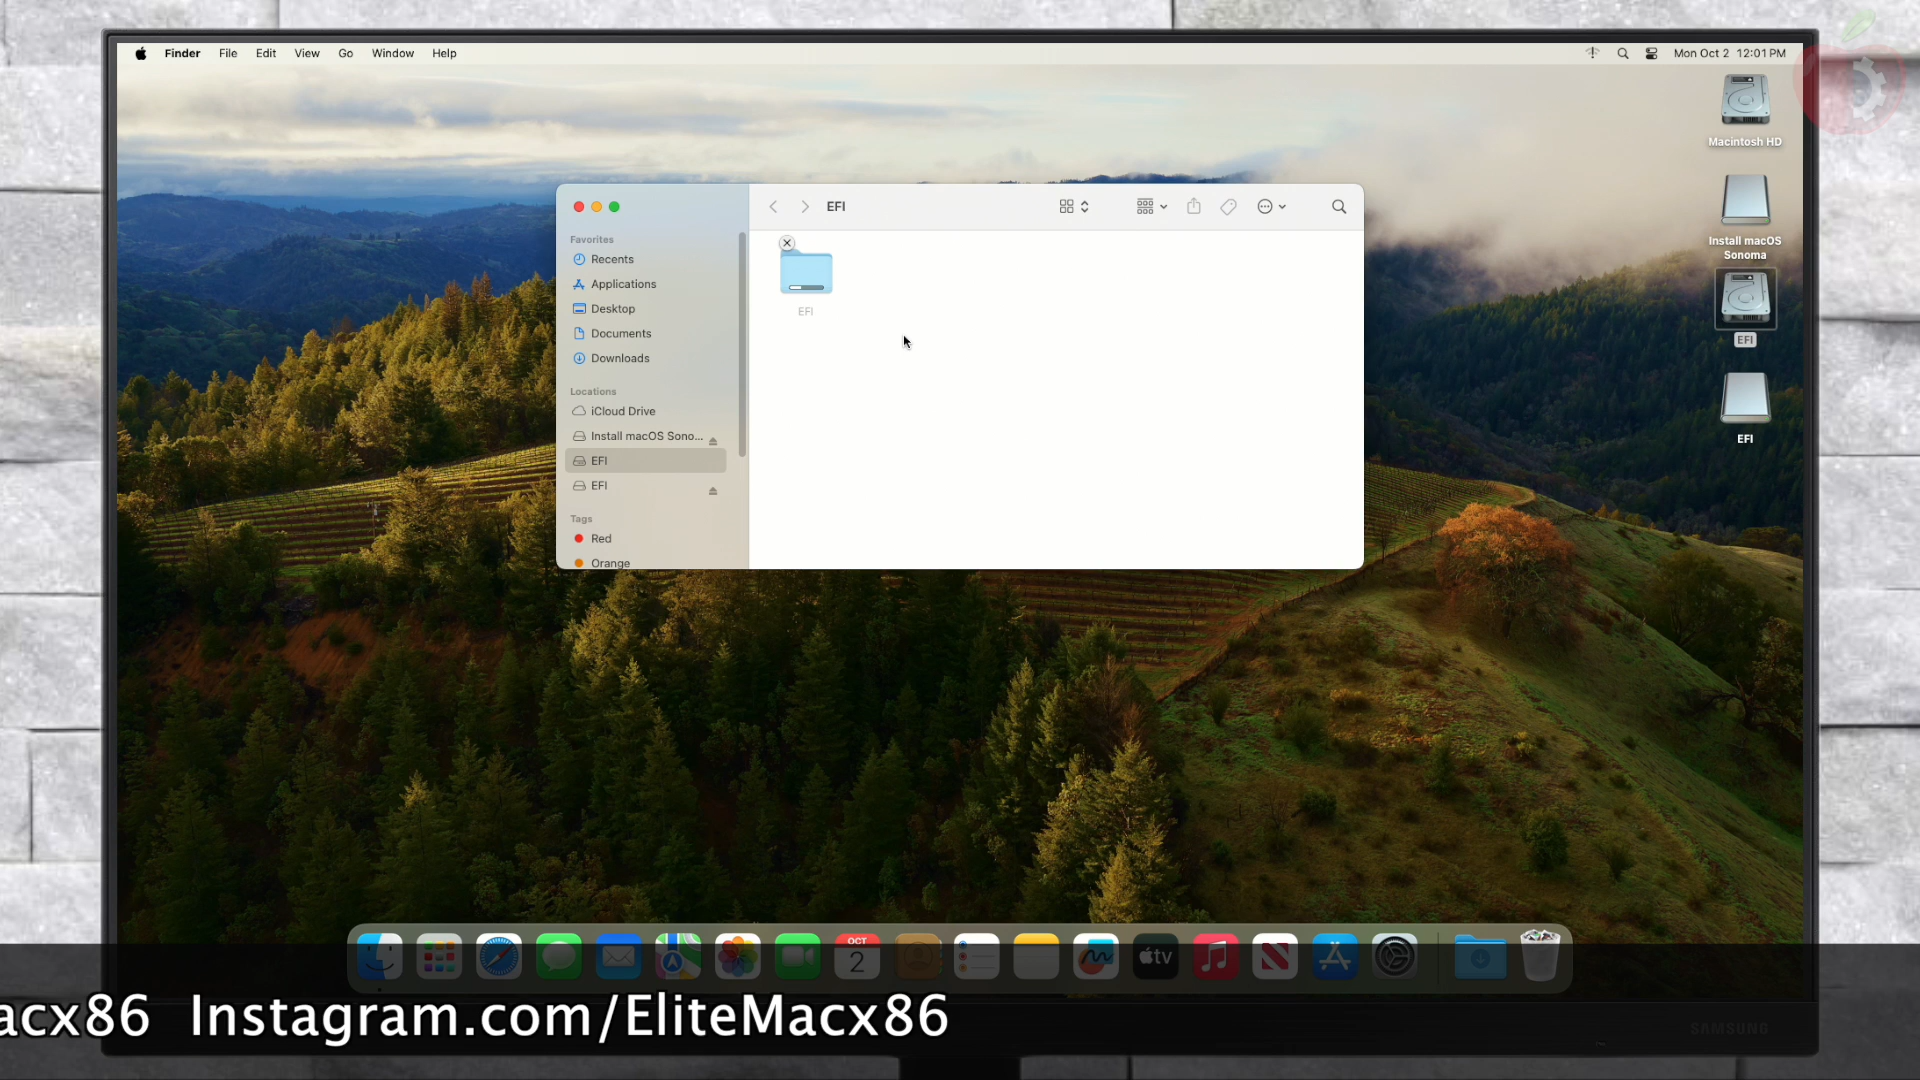 Finder File Edit View Go Window Help
Mon Oct 2 12:01 PM
Macintosh HD
Install macOS
Sonoma
EFI
EFI
EFI
EFI
Favorites
Recents
Applications
Desktop
Documents
Downloads
Locations
iCloud Drive
Install macOS Sono...
EFI
EFI
Tags
Red
Orange
OCT
2
tv
acx86 Instagram.com/EliteMacx86
SAMSUNG